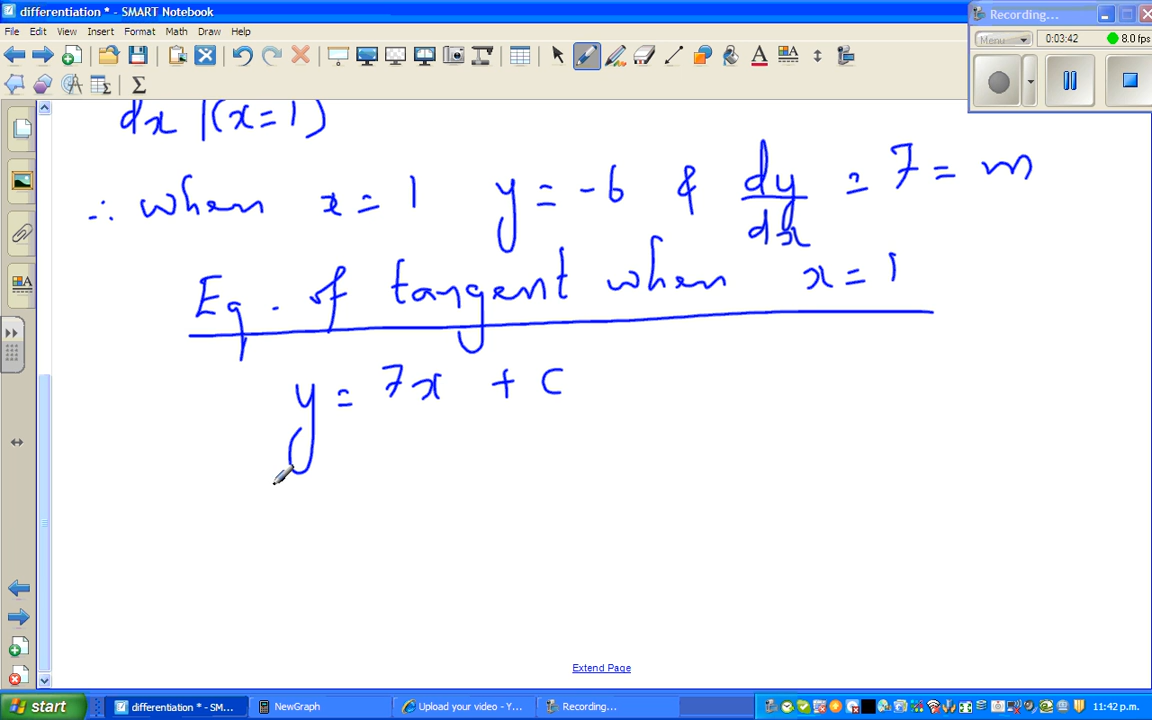 differentiation * - SMART Notebook
Recording...
File Edit View Insert Format Math Draw Help
Menu
0:03:42
8.0 fps
dx |(x=1)
∴ when x = 1 y = -6 & dy/dx = 7 = m
Eq. of tangent when x = 1
y = 7x + c
Extend Page
start
differentiation * - SM...
NewGraph
Upload your video - Y...
Recording...
11:42 p.m.